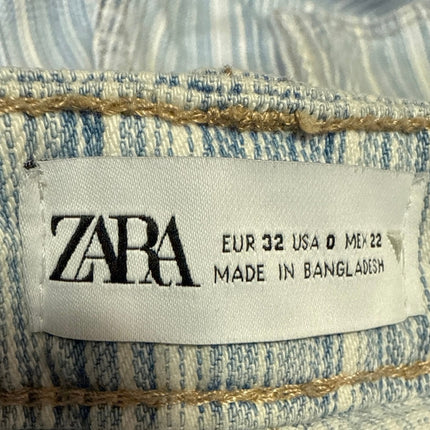 ZARA
EUR 32 USA 0 MEX 22
MADE IN BANGLADESH